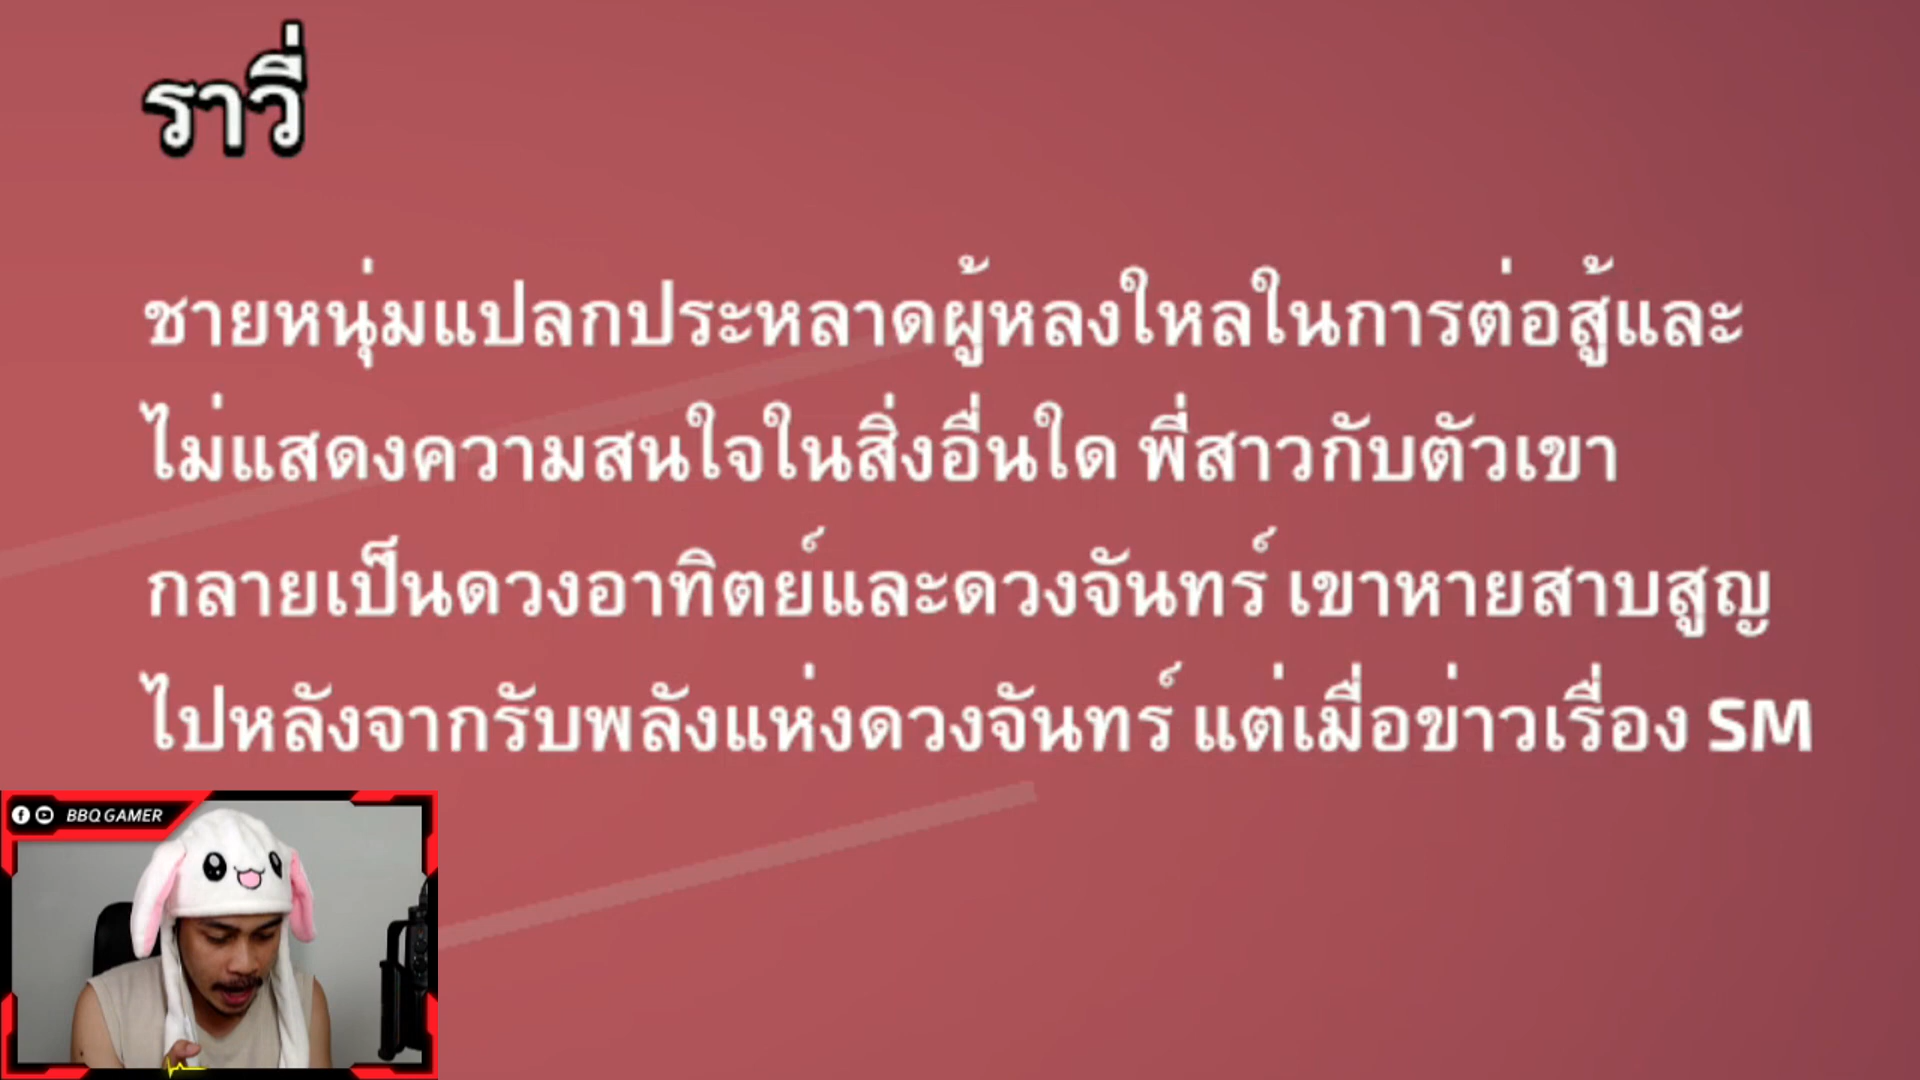 ราวี่
ชายหนุ่มแปลกประหลาดผู้หลงใหลในการต่อสู้และ
ไม่แสดงความสนใจในสิ่งอื่นใด พี่สาวกับตัวเขา
กลายเป็นดวงอาทิตย์และดวงจันทร์ เขาหายสาบสูญ
ไปหลังจากรับพลังแห่งดวงจันทร์ แต่เมื่อข่าวเรื่อง SM
BBQ GAMER